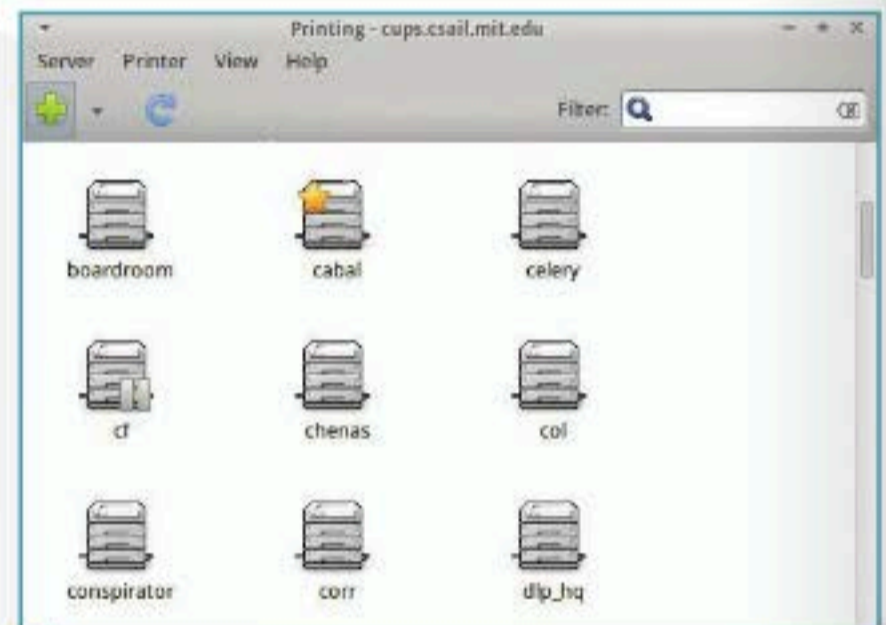 Printing - cups.csail.mit.edu
Server Printer View Help
Filter:
boardroom cabal celery
cf chenas col
conspirator corr dlp_hq